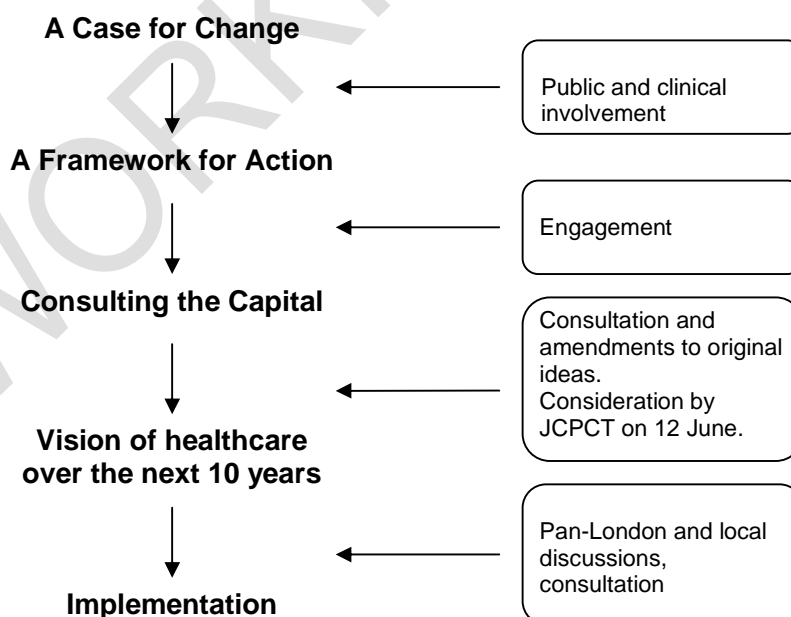 A Case for Change
Public and clinical
involvement
A Framework for Action
Engagement
Consulting the Capital
Consultation and
amendments to original
ideas.
Consideration by
JCPCT on 12 June.
Vision of healthcare
over the next 10 years
Pan-London and local
discussions,
consultation
Implementation